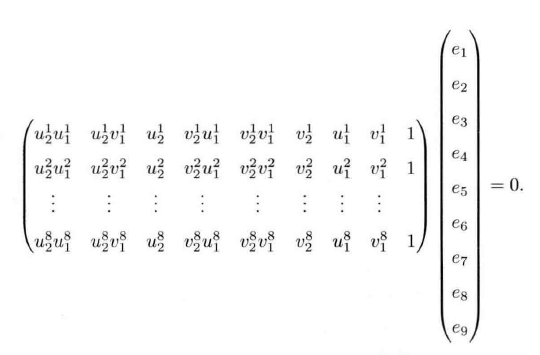 \begin{pmatrix} u_2^1u_1^1 & u_2^1v_1^1 & u_2^1 & v_2^1u_1^1 & v_2^1v_1^1 & v_2^1 & u_1^1 & v_1^1 & 1 \\ u_2^2u_1^2 & u_2^2v_1^2 & u_2^2 & v_2^2u_1^2 & v_2^2v_1^2 & v_2^2 & u_1^2 & v_1^2 & 1 \\ \vdots & \vdots & \vdots & \vdots & \vdots & \vdots & \vdots & \vdots & \\ u_2^8u_1^8 & u_2^8v_1^8 & u_2^8 & v_2^8u_1^8 & v_2^8v_1^8 & v_2^8 & u_1^8 & v_1^8 & 1 \end{pmatrix} \begin{pmatrix} e_1 \\ e_2 \\ e_3 \\ e_4 \\ e_5 \\ e_6 \\ e_7 \\ e_8 \\ e_9 \end{pmatrix} = 0.